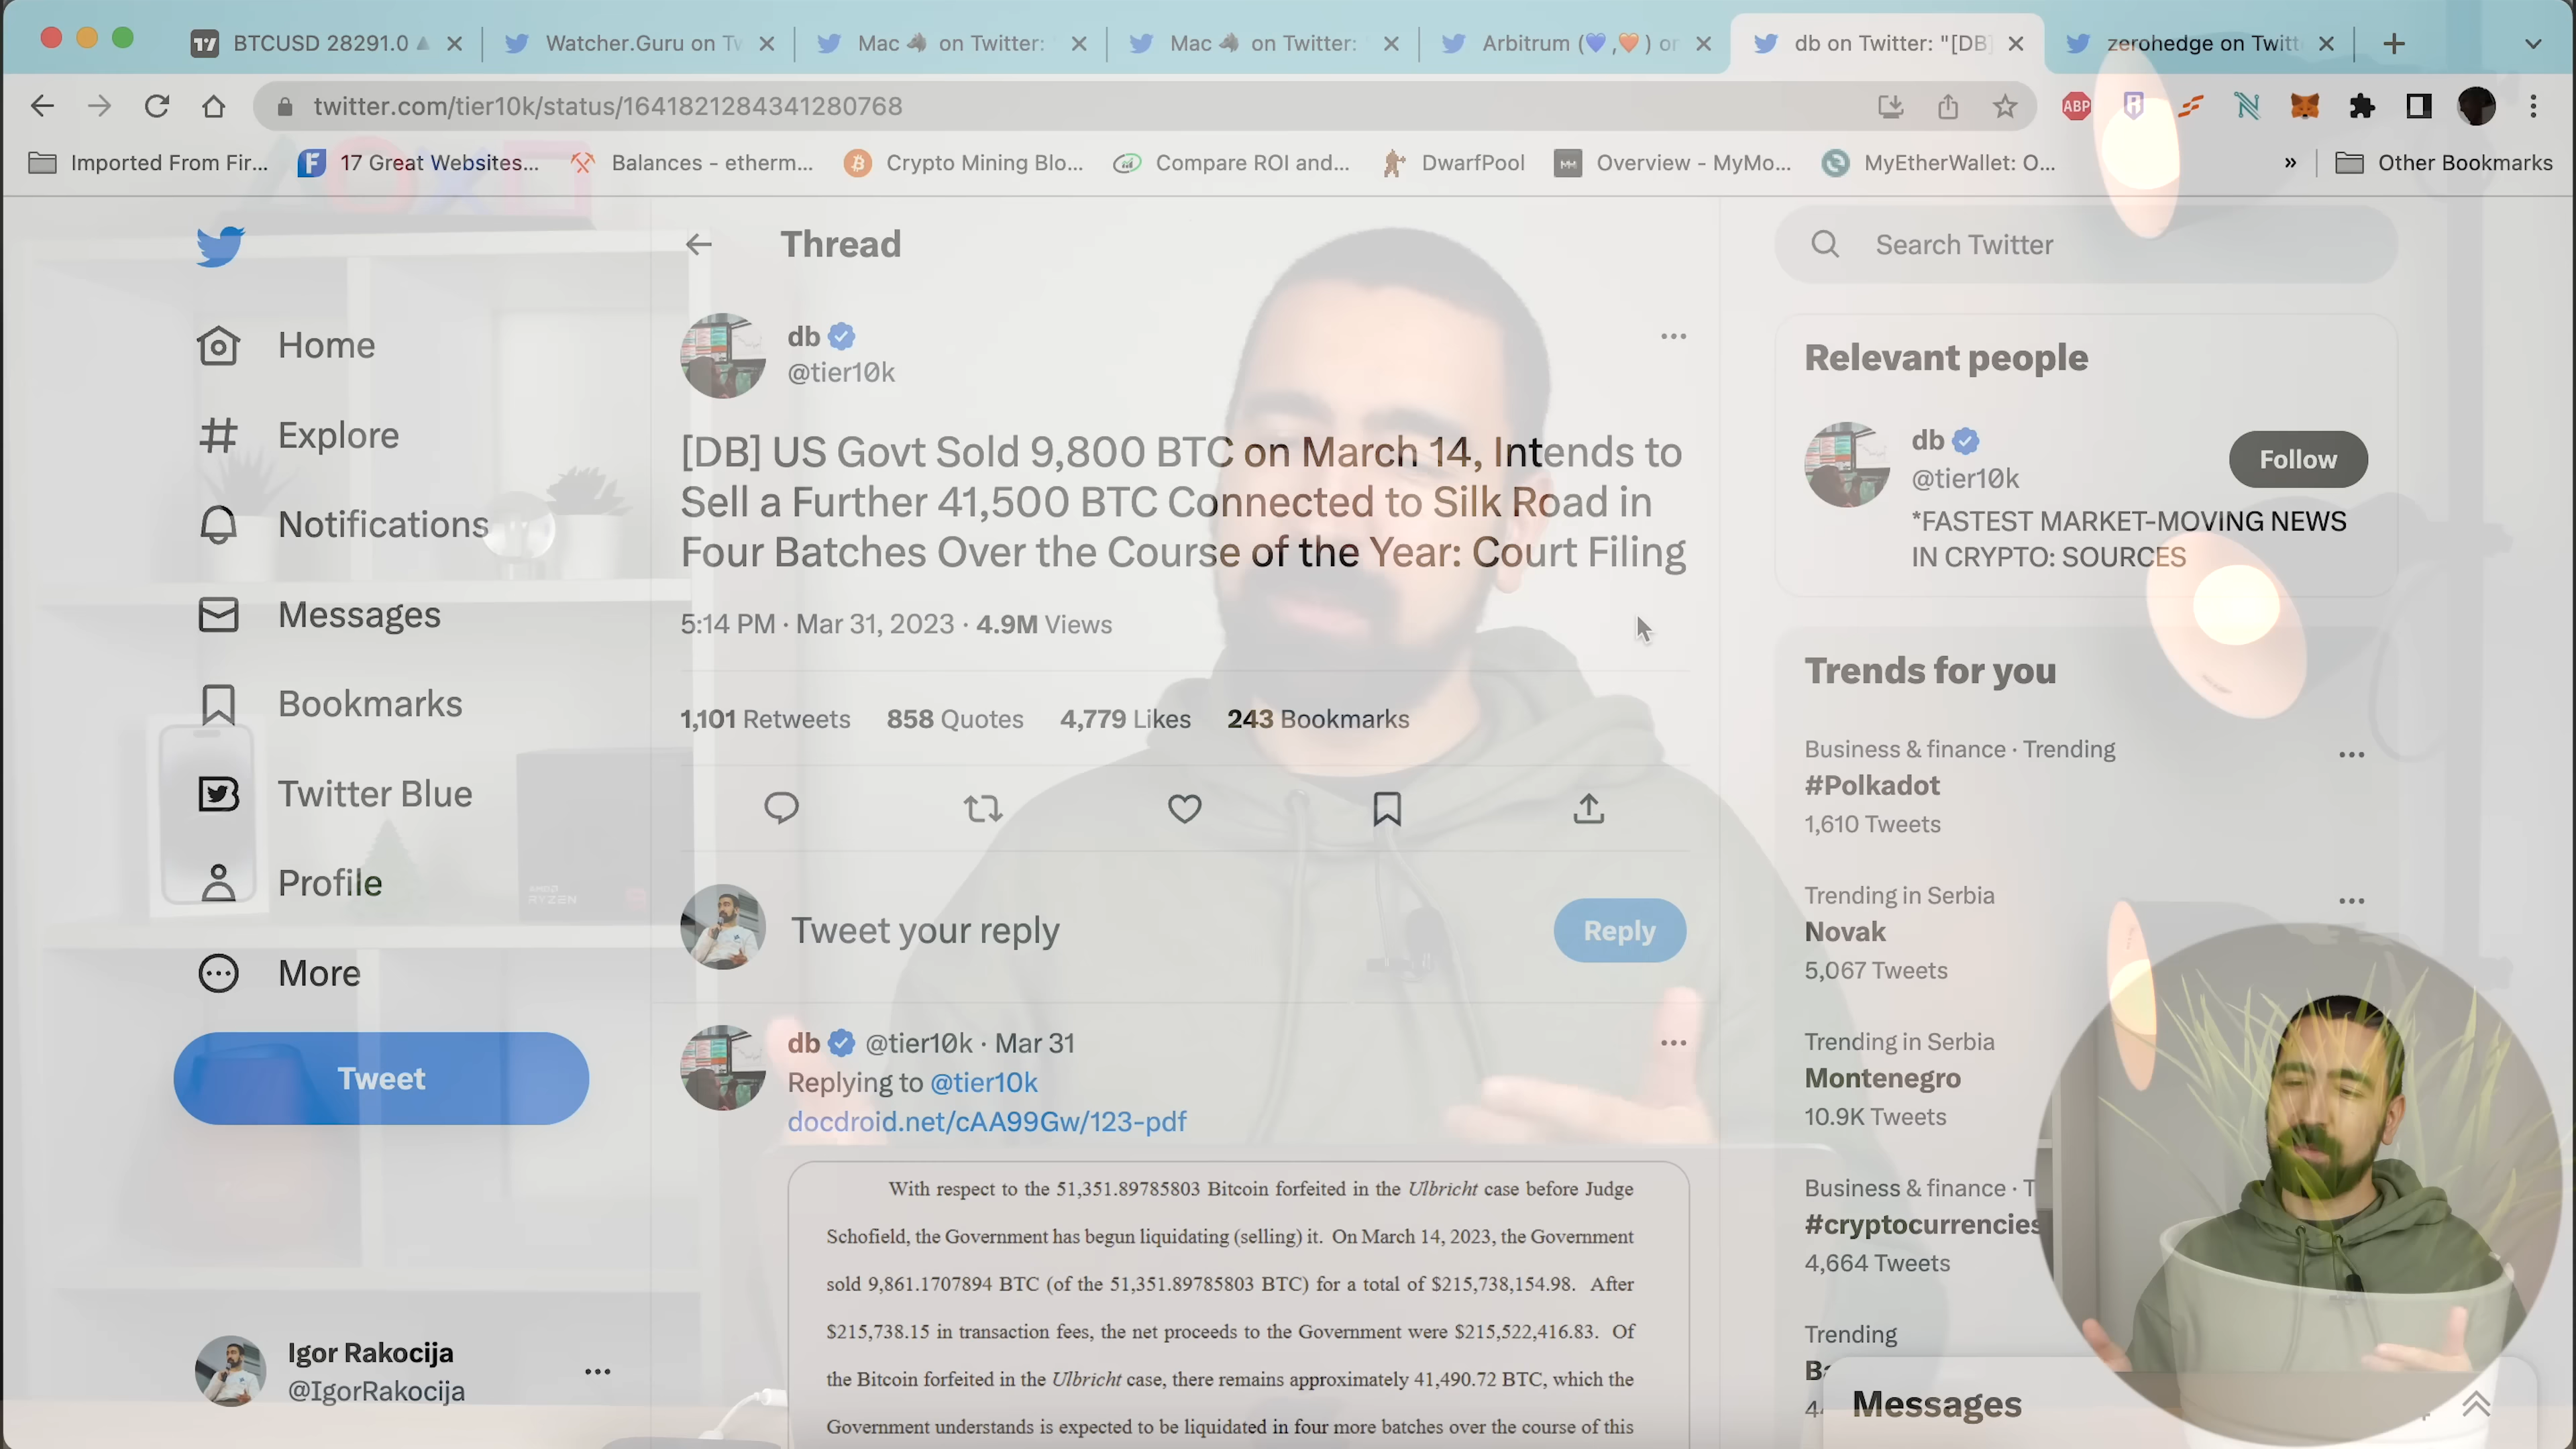 BTCUSD 28291.0
Watcher.Guru on Tw
Mac on Twitter:
Mac on Twitter:
Arbitrum (💙,🧡) or
db on Twitter: "[DB]
zerohedge on Twitt
twitter.com/tier10k/status/1641821284341280768
ABP
Imported From Fir...
17 Great Websites...
Balances - etherm...
Crypto Mining Blo...
Compare ROI and...
DwarfPool
Overview - MyMo...
MyEtherWallet: O...
»
Other Bookmarks
Home
Explore
Notifications
Messages
Bookmarks
Twitter Blue
Profile
More
Tweet
Igor Rakocija
@IgorRakocija
AMD
RYZEN
Thread
db
@tier10k
[DB] US Govt Sold 9,800 BTC on March 14, Intends to
Sell a Further 41,500 BTC Connected to Silk Road in
Four Batches Over the Course of the Year: Court Filing
5:14 PM · Mar 31, 2023 · 4.9M Views
1,101 Retweets 858 Quotes 4,779 Likes 243 Bookmarks
Tweet your reply
Reply
db @tier10k · Mar 31
Replying to @tier10k
docdroid.net/cAA99Gw/123-pdf
With respect to the 51,351.89785803 Bitcoin forfeited in the Ulbricht case before Judge
Schofield, the Government has begun liquidating (selling) it. On March 14, 2023, the Government
sold 9,861.1707894 BTC (of the 51,351.89785803 BTC) for a total of $215,738,154.98. After
$215,738.15 in transaction fees, the net proceeds to the Government were $215,522,416.83. Of
the Bitcoin forfeited in the Ulbricht case, there remains approximately 41,490.72 BTC, which the
Government understands is expected to be liquidated in four more batches over the course of this
Search Twitter
Relevant people
db
@tier10k
Follow
*FASTEST MARKET-MOVING NEWS
IN CRYPTO: SOURCES
Trends for you
Business & finance · Trending
#Polkadot
1,610 Tweets
Trending in Serbia
Novak
5,067 Tweets
Trending in Serbia
Montenegro
10.9K Tweets
Business & finance · T
#cryptocurrencies
4,664 Tweets
Trending
Messages